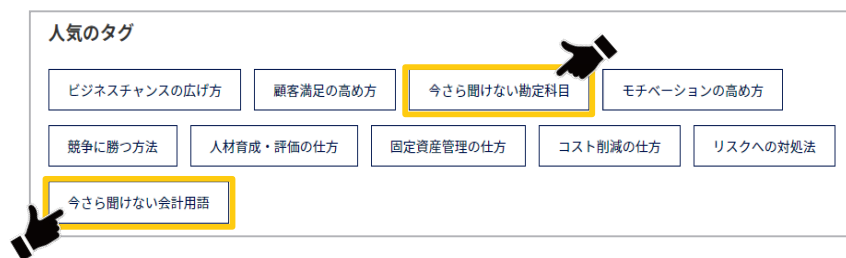 人気のタグ
ビジネスチャンスの広げ方 顧客満足の高め方 今さら聞けない勘定科目 モチベーションの高め方
競争に勝つ方法 人材育成・評価の仕方 固定資産管理の仕方 コスト削減の仕方 リスクへの対処法
今さら聞けない会計用語